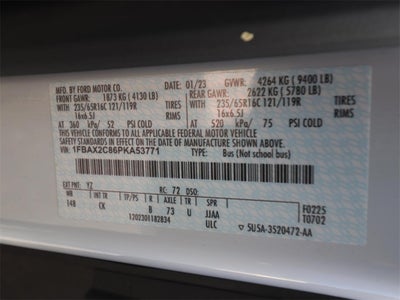 MFD. BY FORD MOTOR CO. 01/23 GVWR: 4264 KG (9400 LB)
FRONT GAWR: 1873 KG (4130 LB) REAR GAWR: 2622 KG (5780 LB)
WITH 235/65R16C 121/119R TIRES WITH 235/65R16C 121/119R TIRES
16x6.5J RIMS 16x6.5J RIMS
AT 360 kPa/ 52 PSI COLD AT 520 kPa/ 75 PSI COLD
THIS VEHICLE CONFORMS TO ALL APPLICABLE FEDERAL MOTOR VEHICLE
SAFETY STANDARDS IN EFFECT ON THE DATE OF MANUFACTURE SHOWN ABOVE.
VIN: 1FBAX2C86PKA53771 TYPE: Bus (Not school bus)
EXT PNT: YZ RC: 72 DSO: F0225
WB INT TR TP/PS R AXLE TR SPR T0702
148 CK B 73 U JJAA
1202301182834 ULC
5U5A-3520472-AA